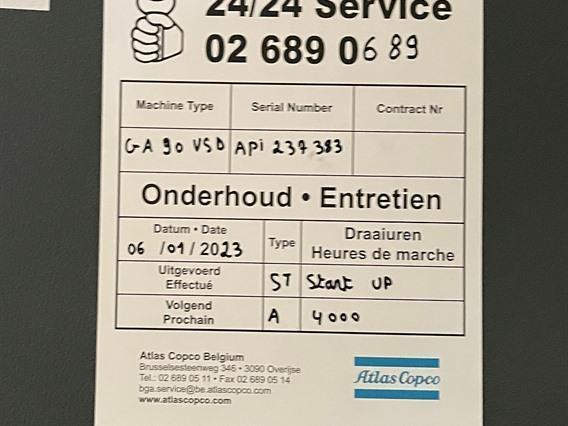 24/24 Service
02 689 0689
Machine Type Serial Number Contract Nr
GA 90 VSD APi 237383
Onderhoud • Entretien
Datum • Date
06 /01 / 2023
Type
Draaiuren
Heures de marche
Uitgevoerd
Effectué
ST Start UP
Volgend
Prochain
A 4000
Atlas Copco Belgium
Brusselsesteenweg 346 • 3090 Overijse
Tel.: 02 689 05 11 • Fax 02 689 05 14
bga.service@be.atlascopco.com
www.atlascopco.com
Atlas Copco